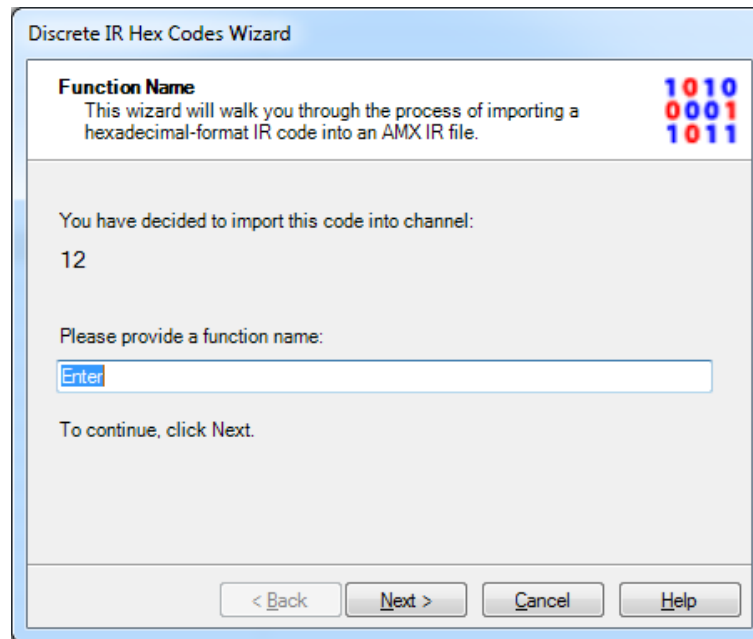 Discrete IR Hex Codes Wizard
Function Name
This wizard will walk you through the process of importing a
hexadecimal-format IR code into an AMX IR file.
1010
0001
1011
You have decided to import this code into channel:
12
Please provide a function name:
Enter
To continue, click Next.
< Back Next > Cancel Help